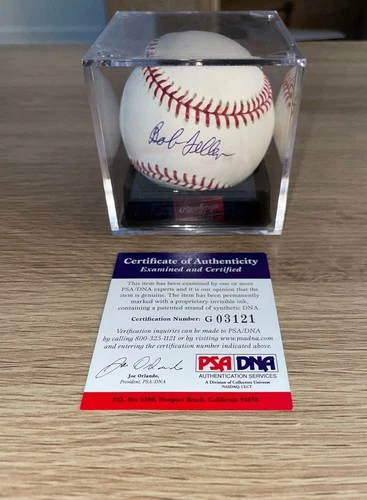 Bob Feller
Certificate of Authenticity
Examined and Certified
This item has been examined by one or more
PSA/DNA experts and it is our opinion that the
item is genuine. The item has been permanently
marked with a proprietary invisible ink,
containing a patented strand of synthetic DNA.
Certification Number: G 03121
Verification inquiries can be made to PSA/DNA
by calling 800-325-1121 or by visiting www.psadna.com
and entering the certification number indicated above.
Joe Orlando
Joe Orlando,
President, PSA/DNA
PSA DNA
AUTHENTICATION SERVICES
A Division of Collectors Universe
NASDAQ: CLCT
P.O. Box 6180, Newport Beach, California 92658